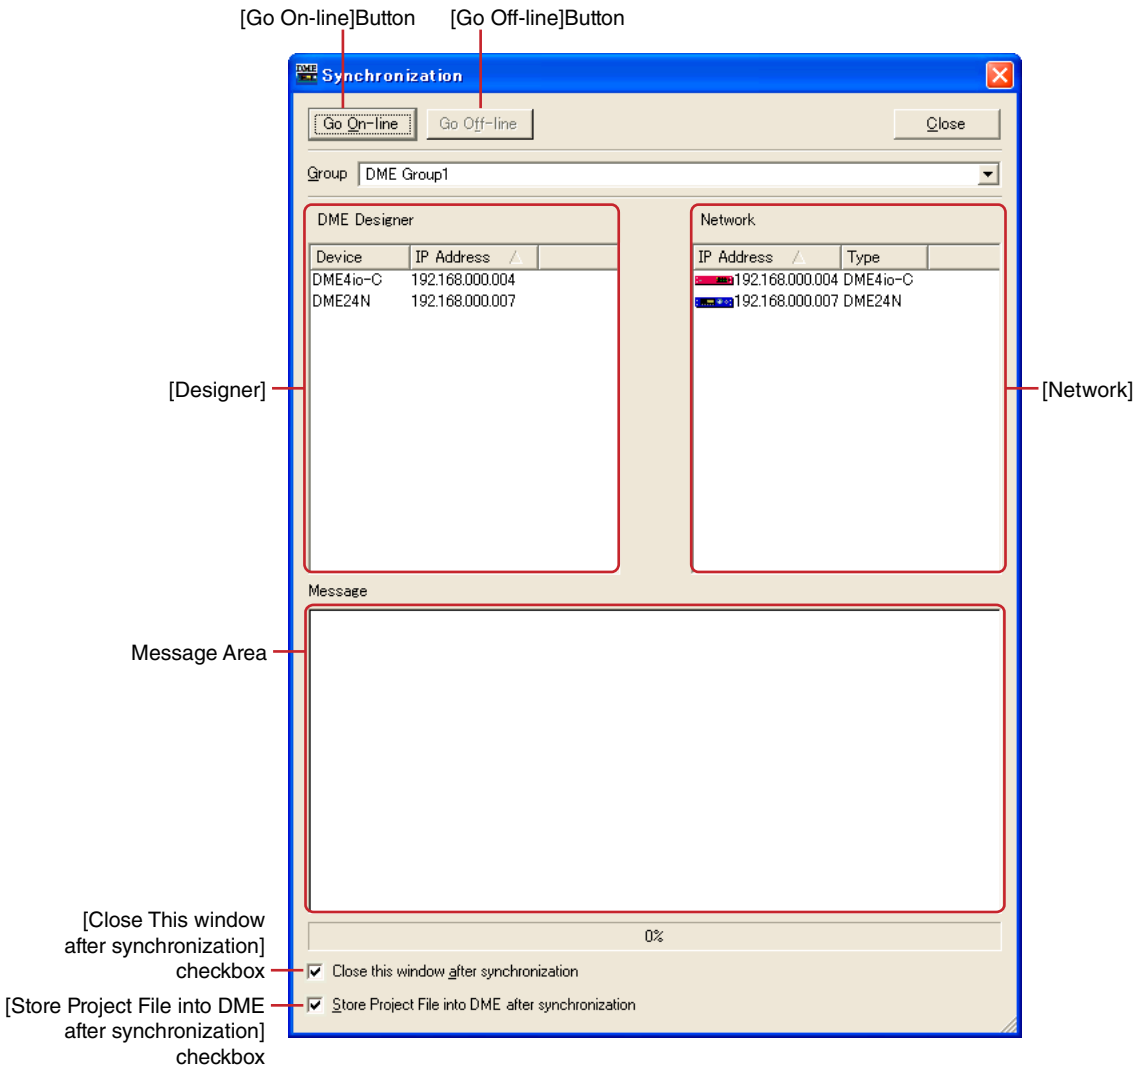 [Go On-line]Button
[Go Off-line]Button
DME
Synchronization
Go On-line
Go Off-line
Close
Group
DME Group1
DME Designer
Network
Device
IP Address
IP Address
Type
DME4io-C
192.168.000.004
192.168.000.004
DME4io-C
DME24N
192.168.000.007
192.168.000.007
DME24N
[Designer]
[Network]
Message
Message Area
0%
[Close This window
after synchronization]
checkbox
Close this window after synchronization
[Store Project File into DME
after synchronization]
checkbox
Store Project File into DME after synchronization